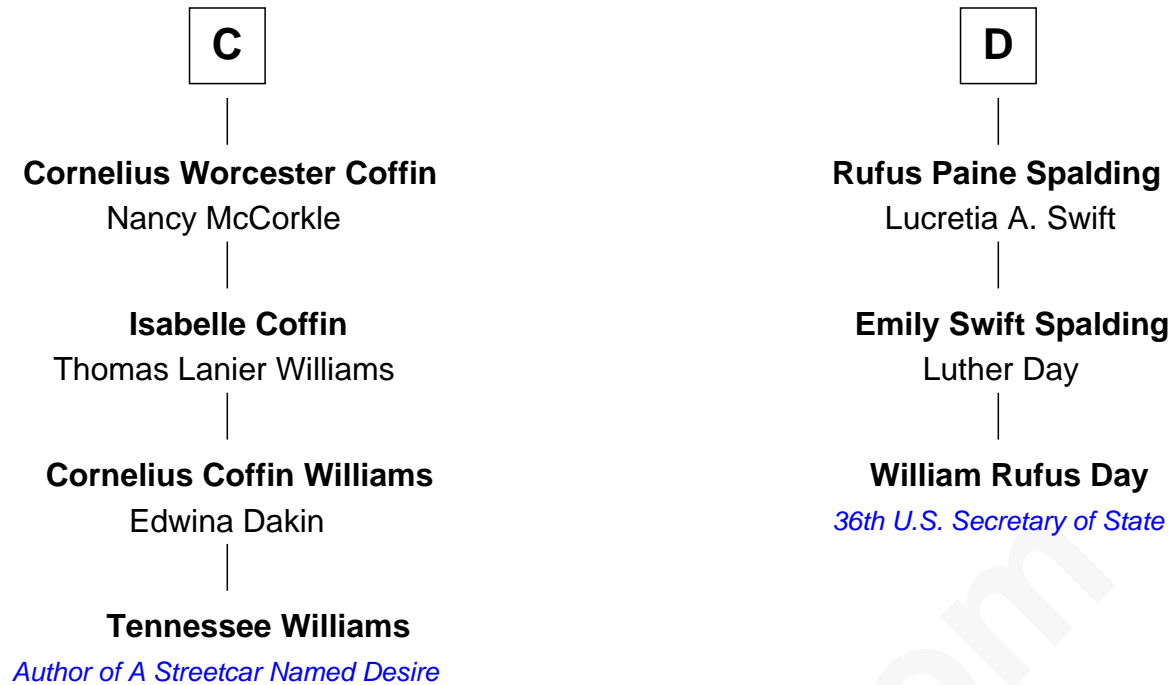 C
Cornelius Worcester Coffin
Nancy McCorkle
Isabelle Coffin
Thomas Lanier Williams
Cornelius Coffin Williams
Edwina Dakin
Tennessee Williams
Author of A Streetcar Named Desire
D
Rufus Paine Spalding
Lucretia A. Swift
Emily Swift Spalding
Luther Day
William Rufus Day
36th U.S. Secretary of State
om